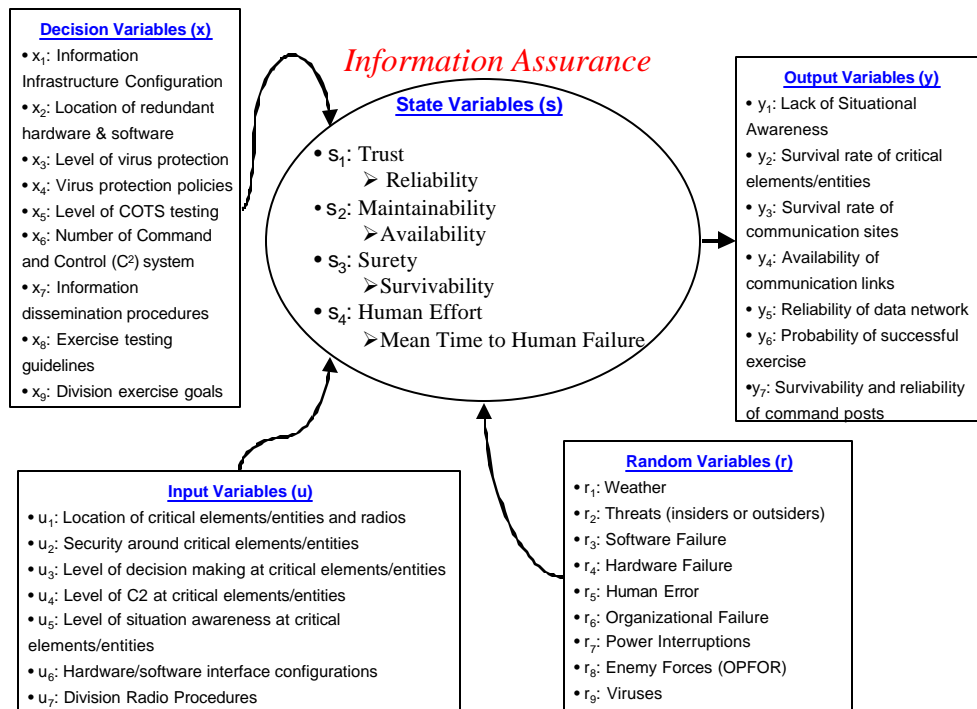 Decision Variables (x)
• x1: Information
Infrastructure Configuration
• x2: Location of redundant
hardware & software
• x3: Level of virus protection
• x4: Virus protection policies
• x5: Level of COTS testing
• x6: Number of Command
and Control (C²) system
• x7: Information
dissemination procedures
• x8: Exercise testing
guidelines
• x9: Division exercise goals
Information Assurance
State Variables (s)
• s1: Trust
➢ Reliability
• s2: Maintainability
➢Availability
• s3: Surety
➢Survivability
• s4: Human Effort
➢Mean Time to Human Failure
Output Variables (y)
• y1: Lack of Situational
Awareness
• y2: Survival rate of critical
elements/entities
• y3: Survival rate of
communication sites
• y4: Availability of
communication links
• y5: Reliability of data network
• y6: Probability of successful
exercise
•y7: Survivability and reliability
of command posts
Input Variables (u)
• u1: Location of critical elements/entities and radios
• u2: Security around critical elements/entities
• u3: Level of decision making at critical elements/entities
• u4: Level of C2 at critical elements/entities
• u5: Level of situation awareness at critical
elements/entities
• u6: Hardware/software interface configurations
• u7: Division Radio Procedures
Random Variables (r)
• r1: Weather
• r2: Threats (insiders or outsiders)
• r3: Software Failure
• r4: Hardware Failure
• r5: Human Error
• r6: Organizational Failure
• r7: Power Interruptions
• r8: Enemy Forces (OPFOR)
• r9: Viruses